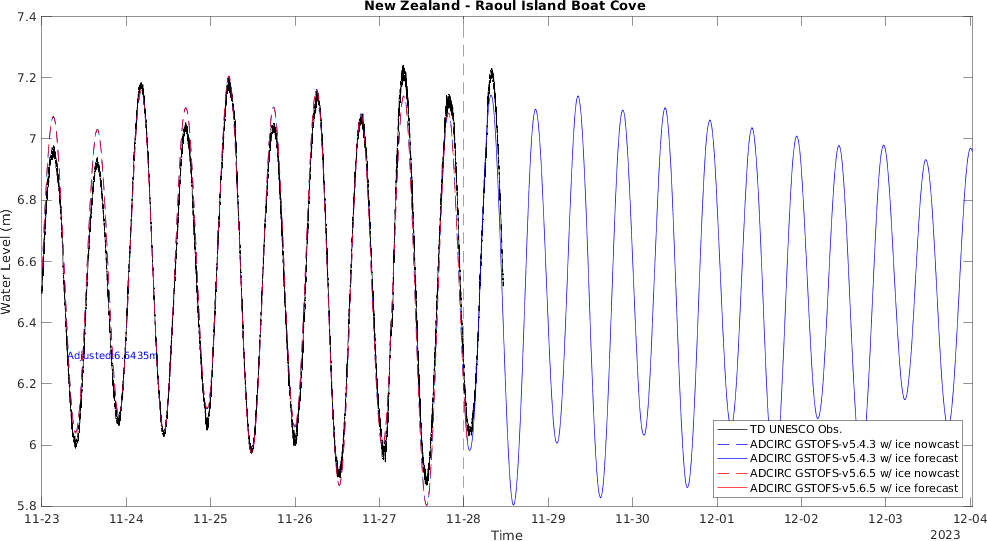 New Zealand - Raoul Island Boat Cove
7.4
7.2
7
6.8
6.6
6.4
6.2
6
5.8
Water Level (m)
Adjusted 6.6435m
TD UNESCO Obs.
ADCIRC GSTOFS-v5.4.3 w/ ice nowcast
ADCIRC GSTOFS-v5.4.3 w/ ice forecast
ADCIRC GSTOFS-v5.6.5 w/ ice nowcast
ADCIRC GSTOFS-v5.6.5 w/ ice forecast
11-23 11-24 11-25 11-26 11-27 11-28 11-29 11-30 12-01 12-02 12-03 12-04
Time
2023